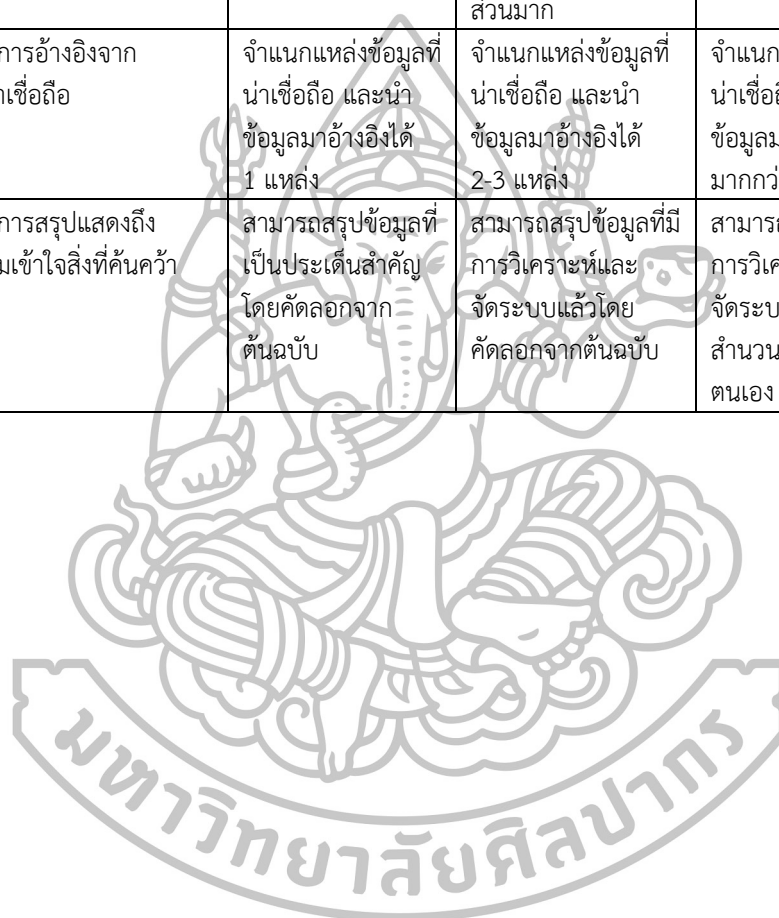 ส่วนมาก
การอ้างอิงจาก
เชื่อถือ
จำแนกแหล่งข้อมูลที่
น่าเชื่อถือ และนำ
ข้อมูลมาอ้างอิงได้
1 แหล่ง
จำแนกแหล่งข้อมูลที่
น่าเชื่อถือ และนำ
ข้อมูลมาอ้างอิงได้
2-3 แหล่ง
จำแนก
น่าเชื่อ
ข้อมูล
มากกว่
การสรุปแสดงถึง
เข้าใจสิ่งที่ค้นคว้า
สามารถสรุปข้อมูลที่
เป็นประเด็นสำคัญ
โดยคัดลอกจาก
ต้นฉบับ
สามารถสรุปข้อมูลที่มี
การวิเคราะห์และ
จัดระบบแล้วโดย
คัดลอกจากต้นฉบับ
สามาร
การวิเค
จัดระบ
สำนวน
ตนเอง
มหาวิทยาลัยศิลปากร